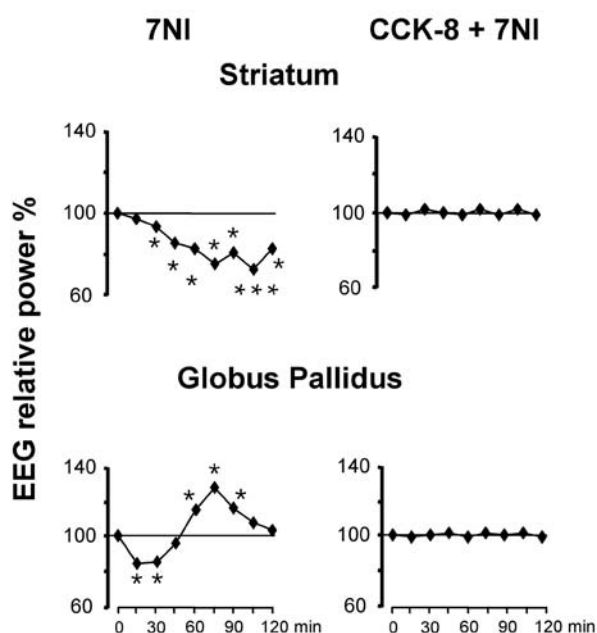 7NI CCK-8 + 7NI
Striatum
140 140
100 100
* *
* * *
* * *
60 60
EEG relative power %
Globus Pallidus
140 140
*
* *
100 100
* *
60 60
0 30 60 90 120 min 0 30 60 90 120 min